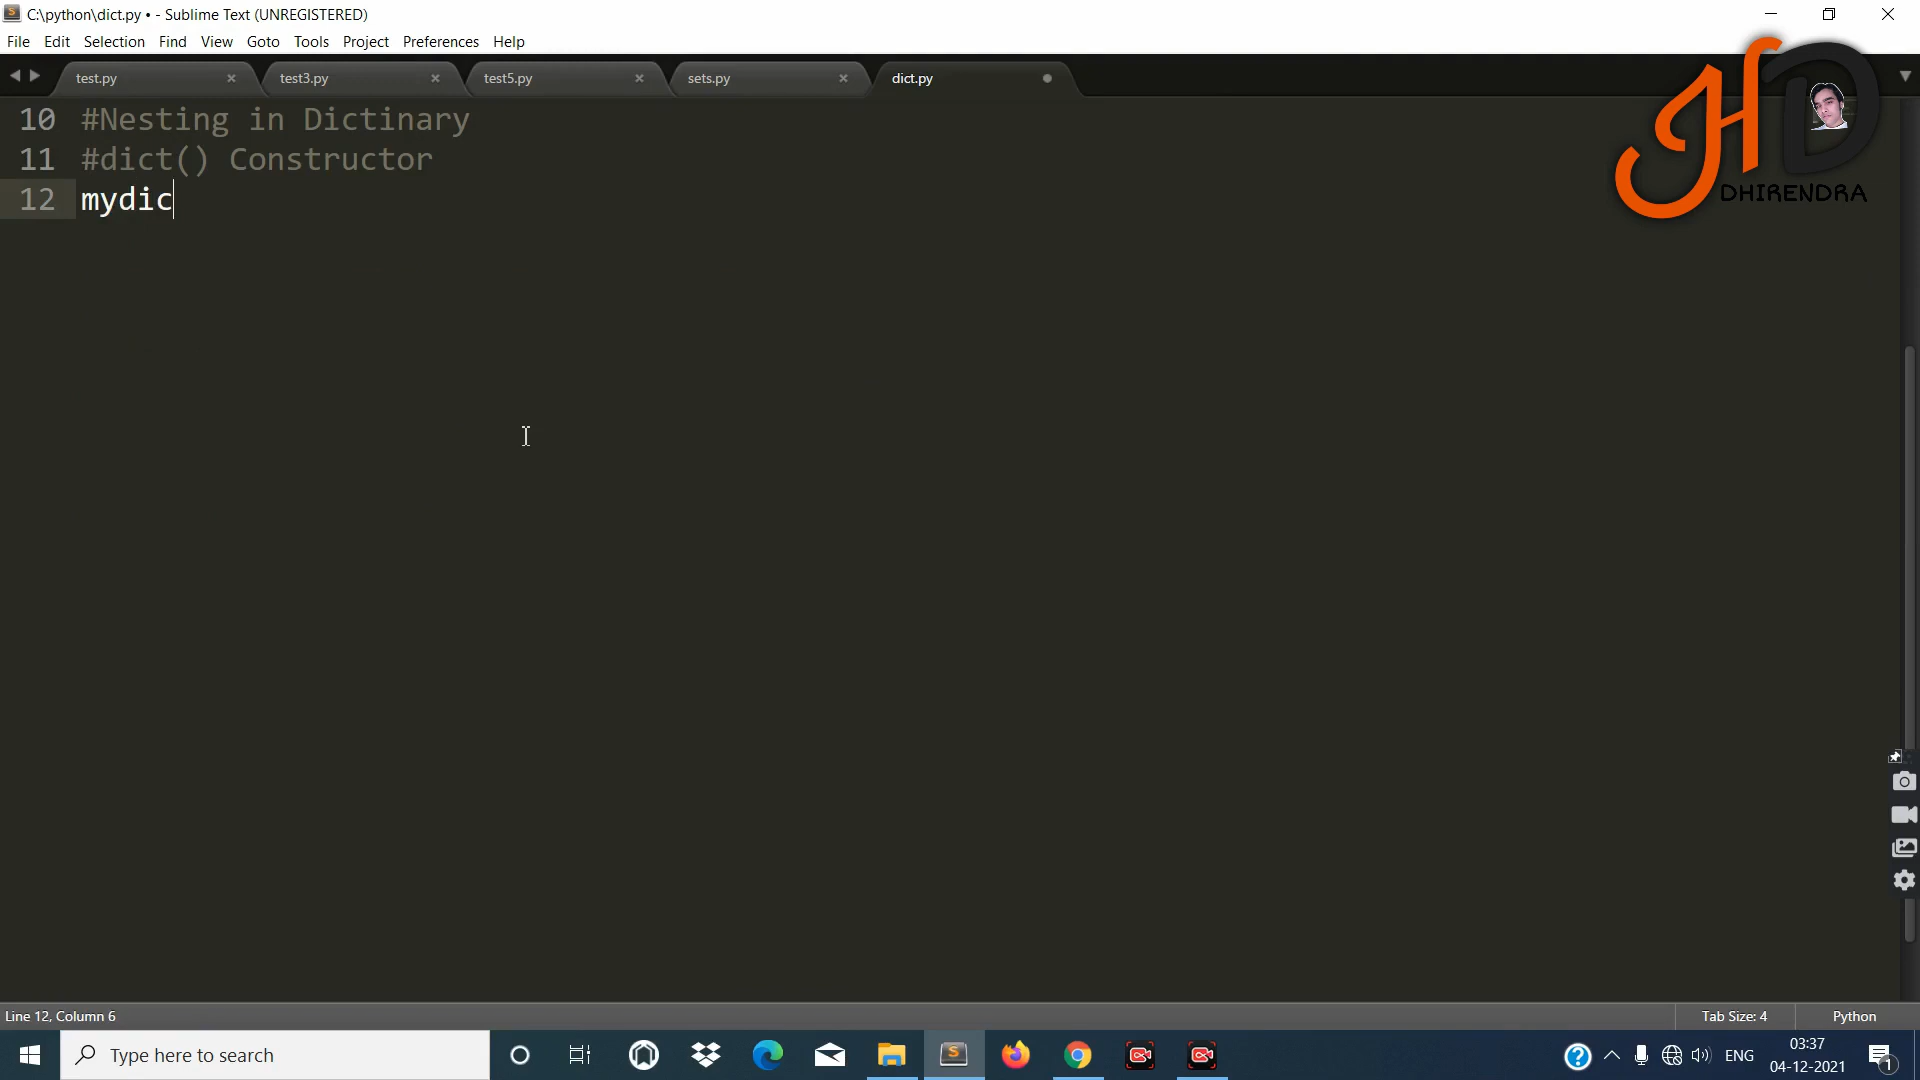 C:\python\dict.py • - Sublime Text (UNREGISTERED)
File Edit Selection Find View Goto Tools Project Preferences Help
test.py test3.py test5.py sets.py dict.py
HD
DHIRENDRA
10 #Nesting in Dictinary
11 #dict() Constructor
12 mydic
Line 12, Column 6 Tab Size: 4 Python
Type here to search
ENG
03:37
04-12-2021
1